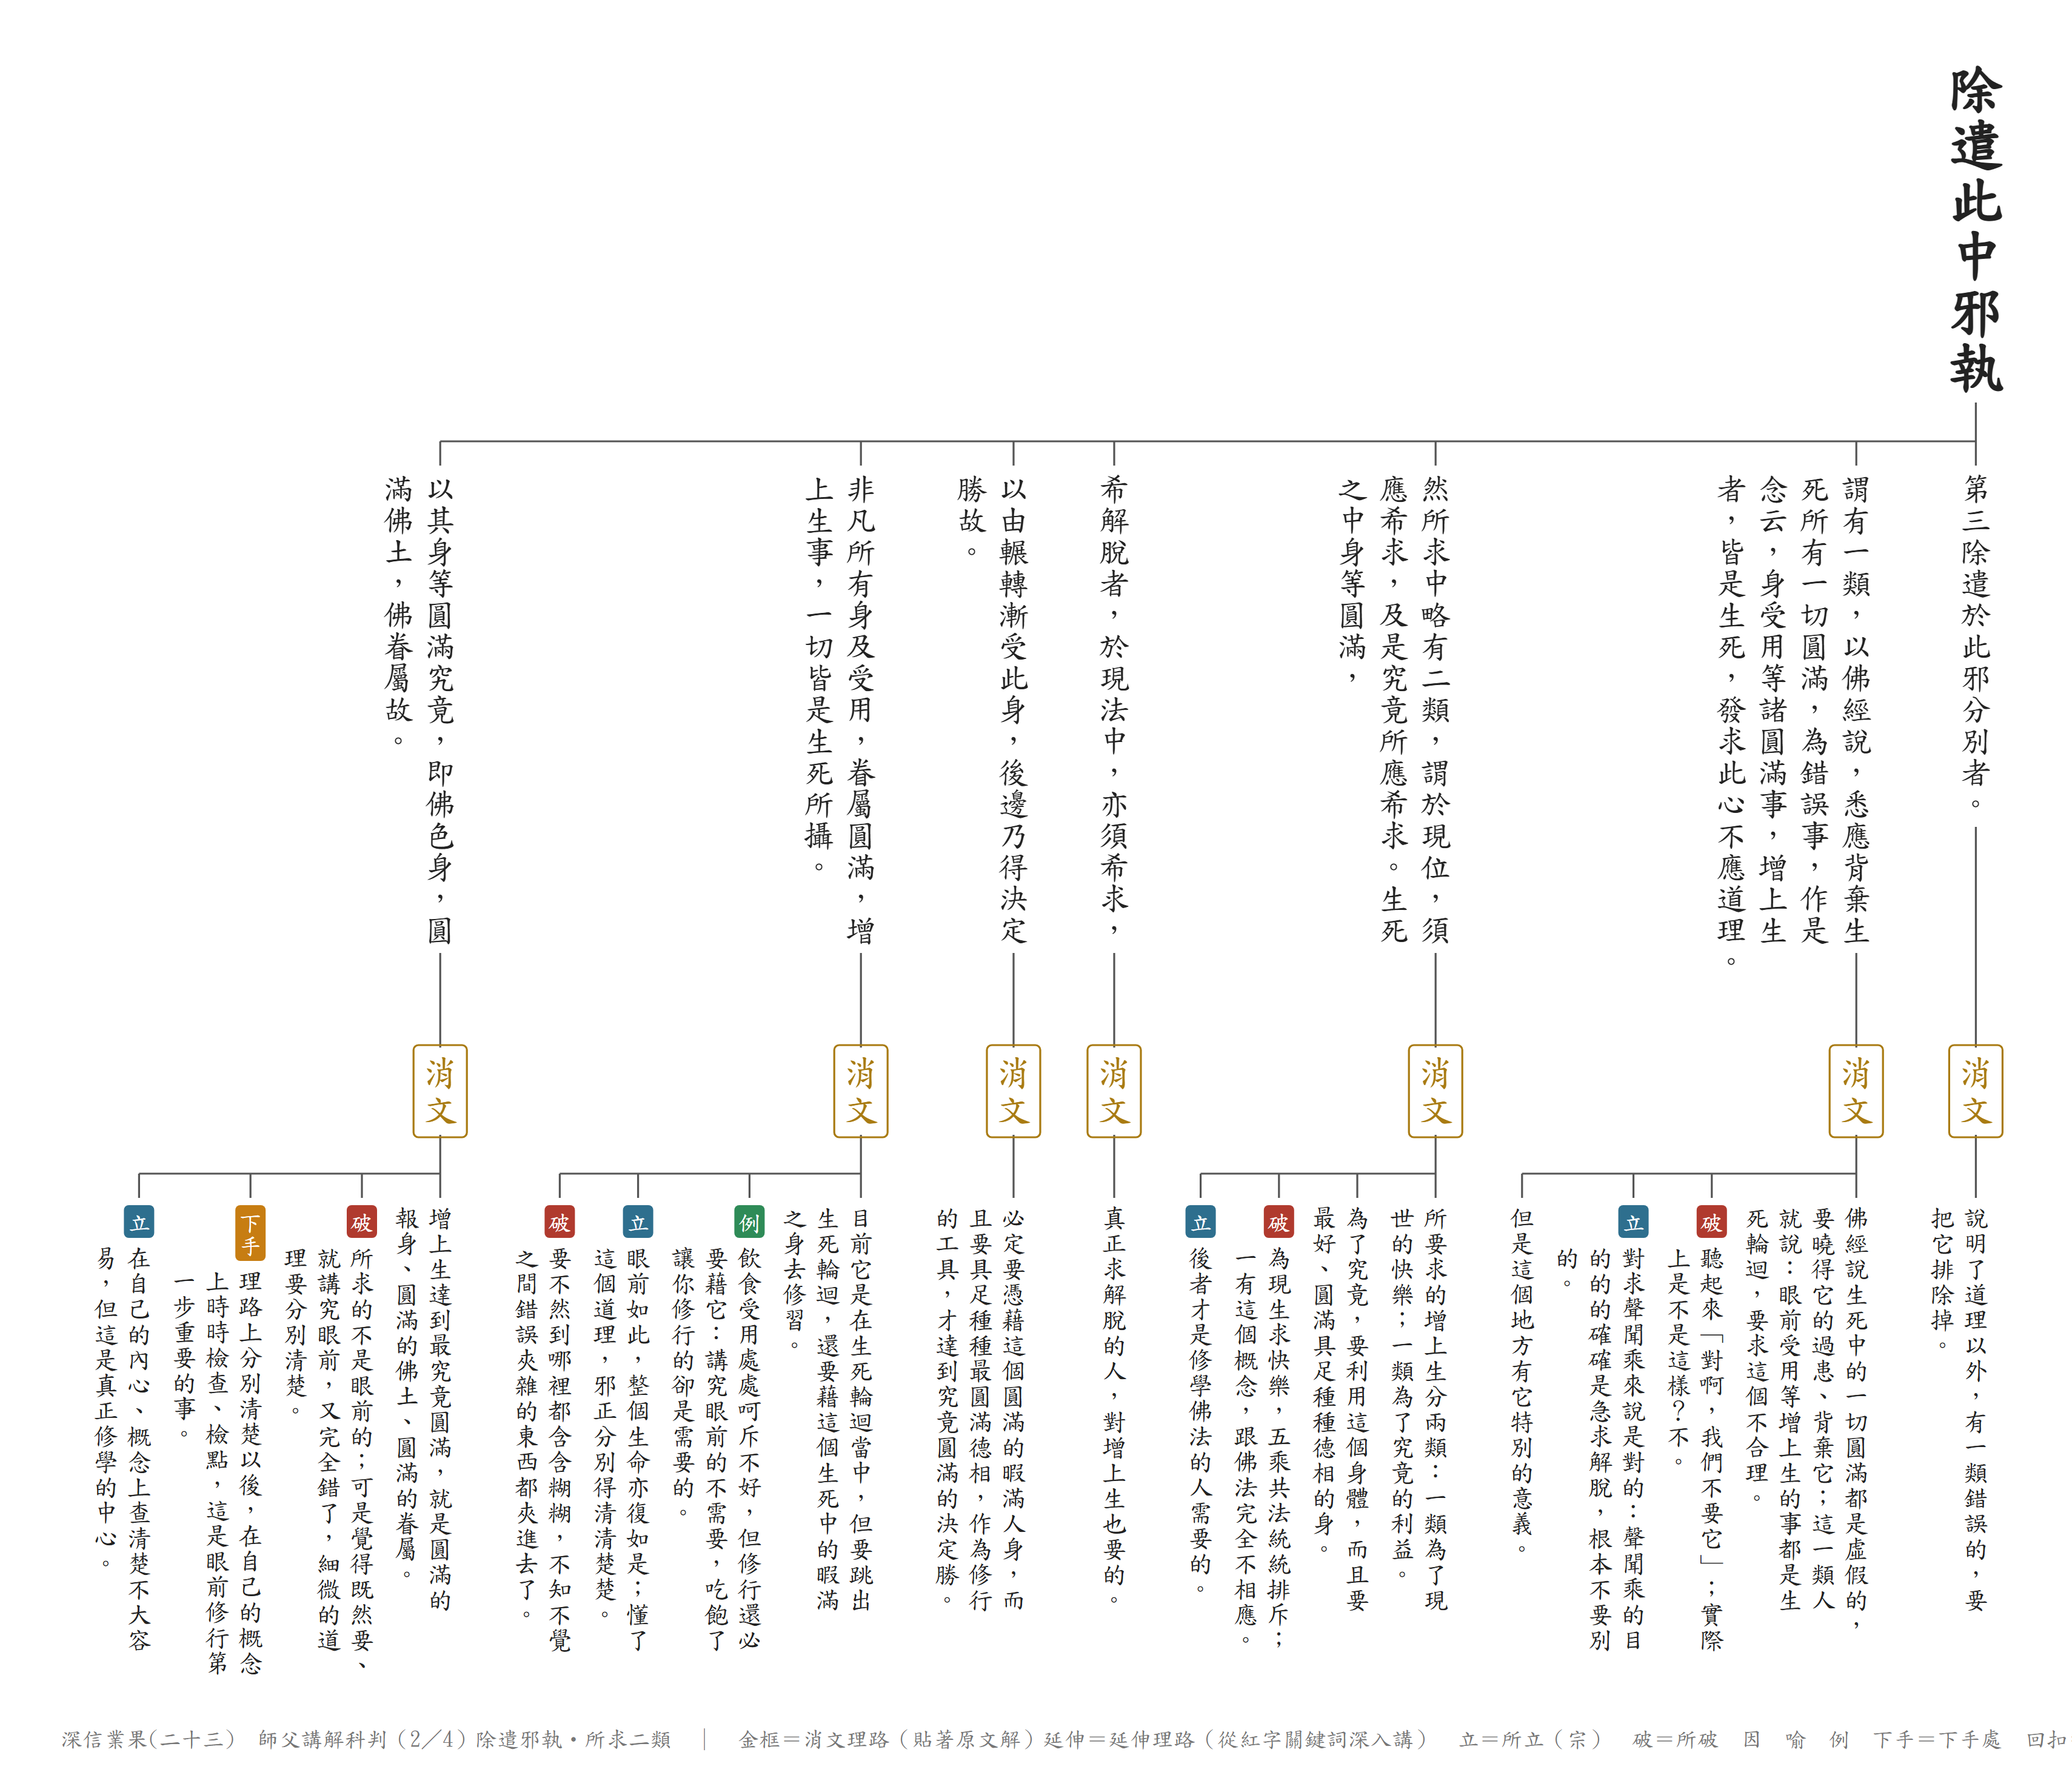 除遣此中邪執
第三除遣於此邪分別者。
謂有一類，以佛經說，悉應背棄生
死所有一切圓滿，為錯誤事，作是
念云，身受用等諸圓滿事，增上生
者，皆是生死，發求此心不應道理。
然所求中略有二類，謂於現位，須
應希求，及是究竟所應希求。生死
之中身等圓滿，
希解脫者，於現法中，亦須希求，
以由輾轉漸受此身，後邊乃得決定
勝故。
非凡所有身及受用，眷屬圓滿，增
上生事，一切皆是生死所攝。
以其身等圓滿究竟，即佛色身，圓
滿佛土，佛眷屬故。
消文
消文
消文
消文
消文
消文
消文
說明了道理以外，有一類錯誤的，要
把它排除掉。
佛經說生死中的一切圓滿都是虛假的，
要曉得它的過患、背棄它；這一類人
就說：眼前受用等增上生的事都是生
死輪迴，要求這個不合理。
破
聽起來「對啊，我們不要它」；實際
上是不是這樣？不。
立
對求聲聞乘來說是對的：聲聞乘的目
的的的確確是急求解脫，根本不要別
的。
但是這個地方有它特別的意義。
所要求的增上生分兩類：一類為了現
世的快樂；一類為了究竟的利益。
為了究竟，要利用這個身體，而且要
最好、圓滿具足種種德相的身。
破
為現生求快樂，五乘共法統統排斥；
一有這個概念，跟佛法完全不相應。
立
後者才是修學佛法的人需要的。
真正求解脫的人，對增上生也要的。
必定要憑藉這個圓滿的暇滿人身，而
且要具足種種最圓滿德相，作為修行
的工具，才達到究竟圓滿的決定勝。
目前它是在生死輪迴當中，但要跳出
生死輪迴，還要藉這個生死中的暇滿
之身去修習。
例
飲食受用處處呵斥不好，但修行還必
要藉它：講究眼前的不需要，吃飽了
讓你修行的卻是需要的。
立
眼前如此，整個生命亦復如是；懂了
這個道理，邪正分別得清清楚楚。
破
要不然到哪裡都含含糊糊，不知不覺
之間錯誤夾雜的東西都夾進去了。
增上生達到最究竟圓滿，就是圓滿的
報身、圓滿的佛土、圓滿的眷屬。
破
所求的不是眼前的；可是覺得既然要、
就講究眼前，又完全錯了，細微的道
理要分別清楚。
下手
理路上分別清楚以後，在自己的概念
上時時檢查、檢點，這是眼前修行第
一步重要的事。
立
在自己的內心、概念上查清楚不大容
易，但這是真正修學的中心。
深信業果(二十三)　師父講解科判（2／4）除遣邪執・所求二類　｜　金框＝消文理路（貼著原文解）延伸＝延伸理路（從紅字關鍵詞深入講）　立＝所立（宗）　破＝所破　因　喻　例　下手＝下手處　回扣